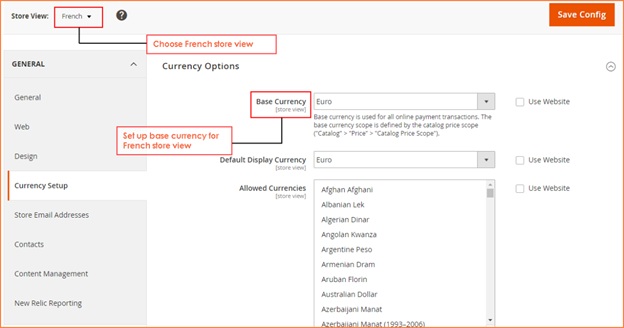 Store View: French
Save Config
Choose French store view
GENERAL
General
Web
Design
Currency Setup
Store Email Addresses
Contacts
Content Management
New Relic Reporting
Currency Options
Base Currency
[store view]
Euro
Use Website
Base currency is used for all online payment transactions. The
base currency scope is defined by the catalog price scope
("Catalog" > "Price" > "Catalog Price Scope").
Set up base currency for
French store view
Default Display Currency
[store view]
Euro
Use Website
Allowed Currencies
[store view]
Use Website
Afghan Afghani
Albanian Lek
Algerian Dinar
Angolan Kwanza
Argentine Peso
Armenian Dram
Aruban Florin
Australian Dollar
Azerbaijani Manat
Azerbaijani Manat (1993–2006)